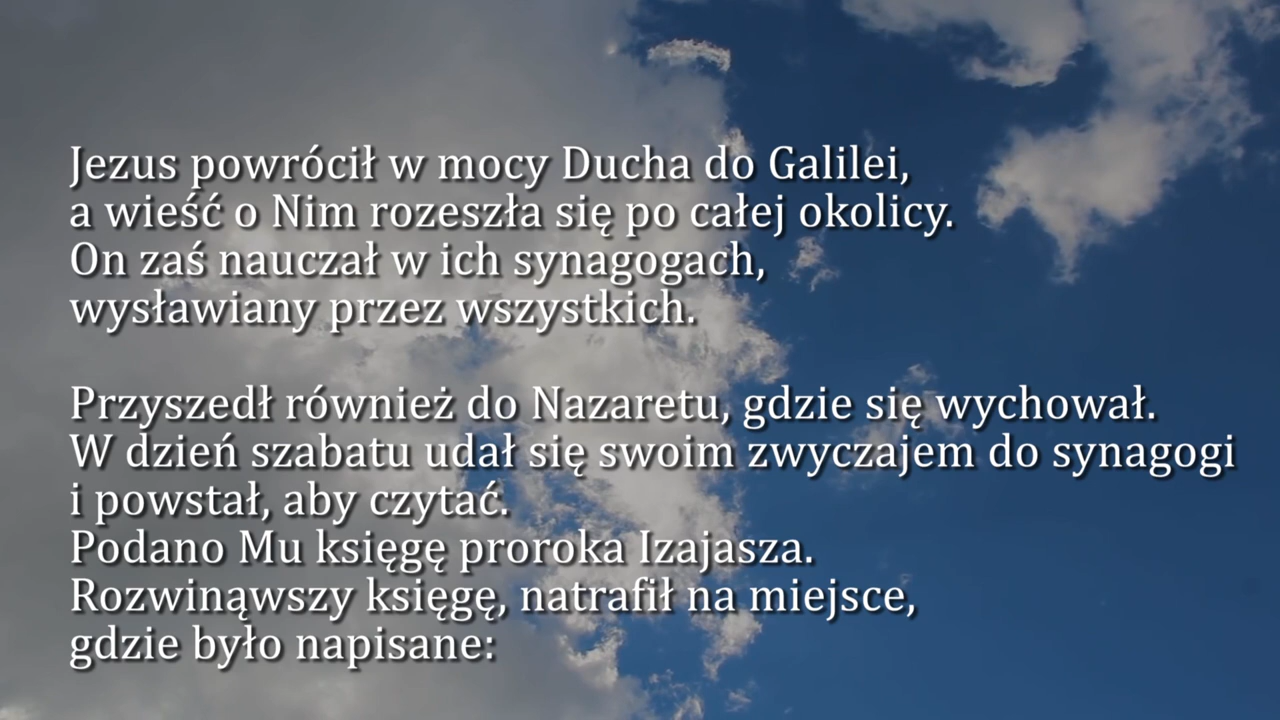 Jezus powrócił w mocy Ducha do Galilei,
a wieść o Nim rozeszła się po całej okolicy.
On zaś nauczał w ich synagogach,
wysławiany przez wszystkich.
Przyszedł również do Nazaretu, gdzie się wychował.
W dzień szabatu udał się swoim zwyczajem do synagogi
i powstał, aby czytać.
Podano Mu księgę proroka Izajasza.
Rozwinąwszy księgę, natrafił na miejsce,
gdzie było napisane: